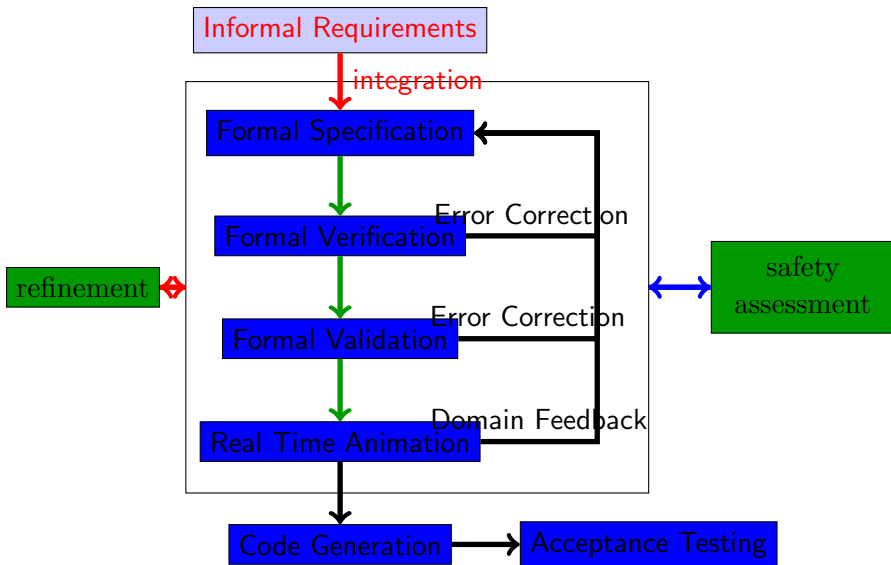 Informal Requirements
integration
Formal Specification
Error Correction
Formal Verification
refinement
safety
assessment
Error Correction
Formal Validation
Domain Feedback
Real Time Animation
Code Generation
Acceptance Testing